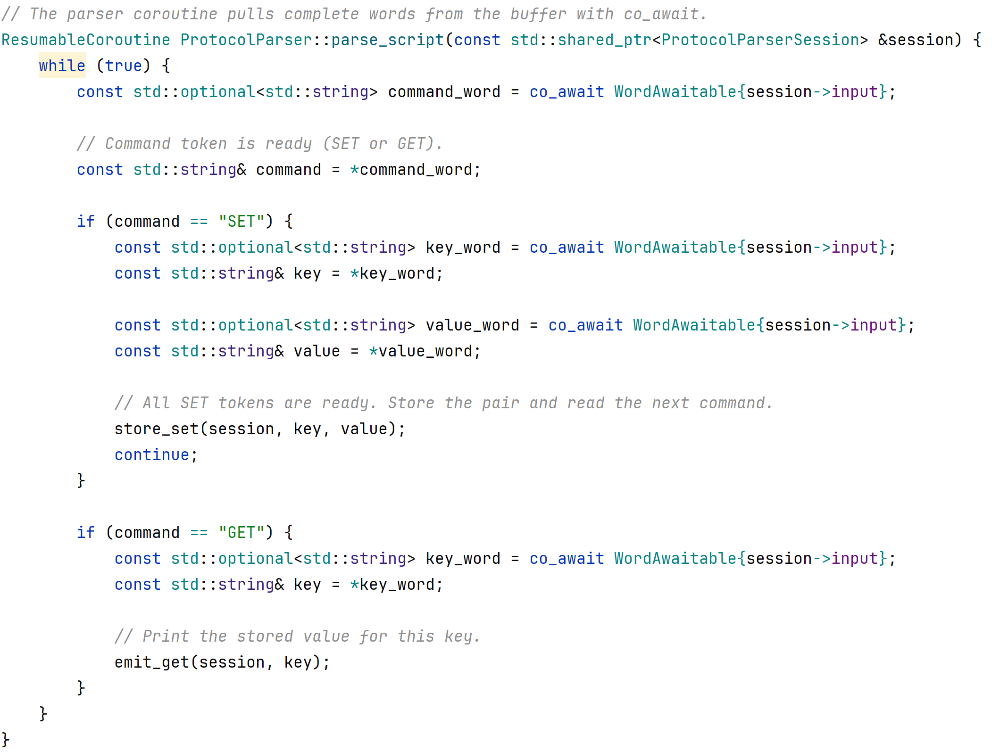 // The parser coroutine pulls complete words from the buffer with co_await.
ResumableCoroutine ProtocolParser::parse_script(const std::shared_ptr<ProtocolParserSession> &session) {
    while (true) {
        const std::optional<std::string> command_word = co_await WordAwaitable{session->input};

        // Command token is ready (SET or GET).
        const std::string& command = *command_word;

        if (command == "SET") {
            const std::optional<std::string> key_word = co_await WordAwaitable{session->input};
            const std::string& key = *key_word;

            const std::optional<std::string> value_word = co_await WordAwaitable{session->input};
            const std::string& value = *value_word;

            // All SET tokens are ready. Store the pair and read the next command.
            store_set(session, key, value);
            continue;
        }

        if (command == "GET") {
            const std::optional<std::string> key_word = co_await WordAwaitable{session->input};
            const std::string& key = *key_word;

            // Print the stored value for this key.
            emit_get(session, key);
        }
    }
}